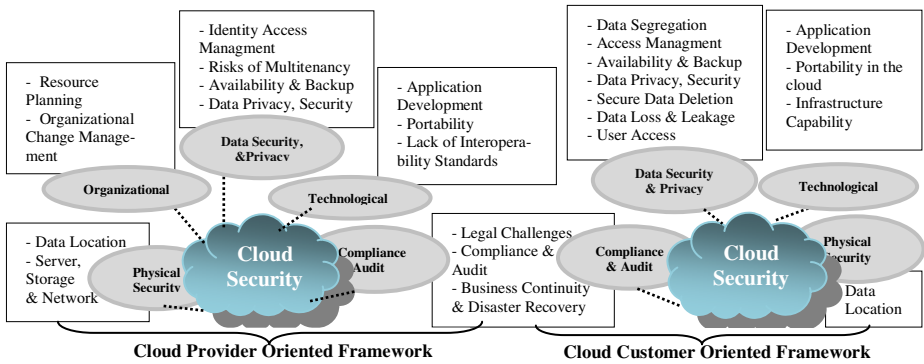 - Identity Access
Managment
- Risks of Multitenancy
- Availability & Backup
- Data Privacy, Security
- Resource
Planning
- Organizational
Change Manage-
ment
- Application
Development
- Portability
- Lack of Interopera-
bility Standards
Data Security,
&Privacy
Organizational
Technological
- Data Location
- Server,
Storage
& Network
Physical
Security
Cloud
Security
Compliance
Audit
- Legal Challenges
- Compliance &
Audit
- Business Continuity
& Disaster Recovery
Cloud Provider Oriented Framework
- Data Segregation
- Access Managment
- Availability & Backup
- Data Privacy, Security
- Secure Data Deletion
- Data Loss & Leakage
- User Access
- Application
Development
- Portability in the
cloud
- Infrastructure
Capability
Data Security
& Privacy
Technological
Compliance
& Audit
Cloud
Security
Physical
Security
Data
Location
Cloud Customer Oriented Framework